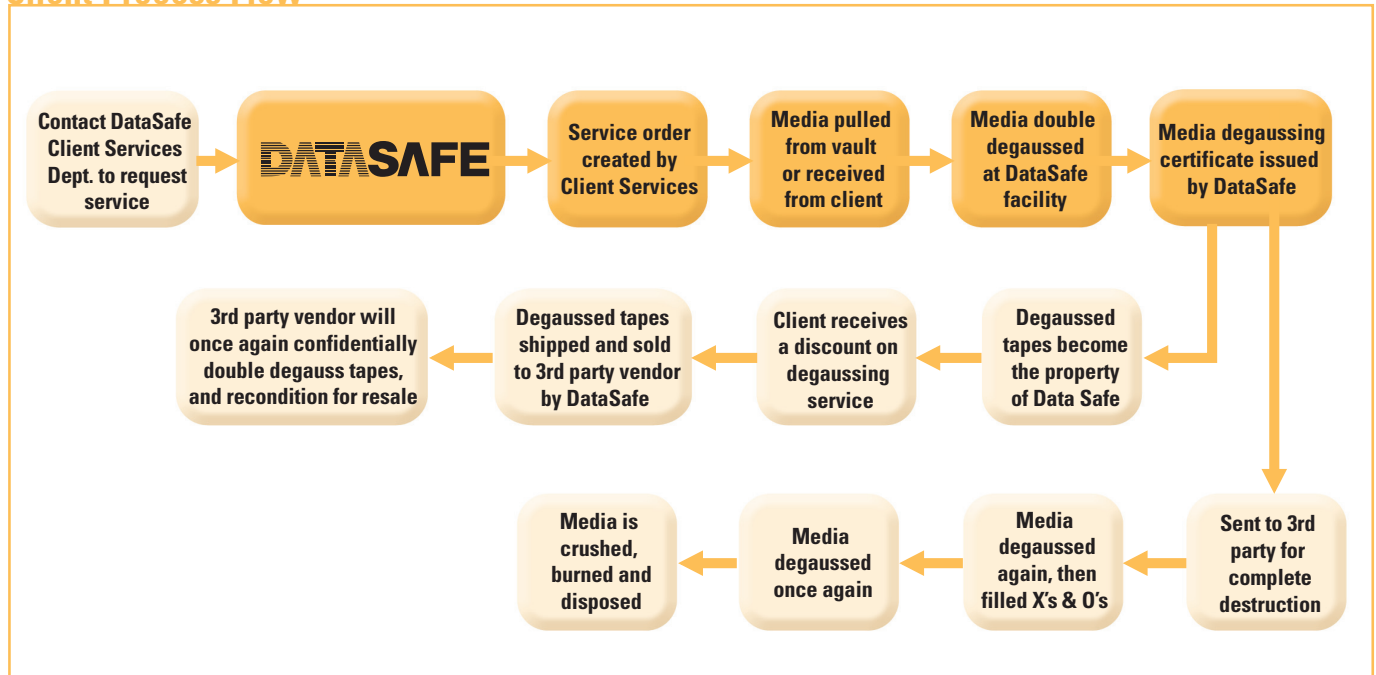 Client Process Flow
Contact DataSafe
Client Services
Dept. to request
service
DATASAFE
Service order
created by
Client Services
Media pulled
from vault
or received
from client
Media double
degaussed
at DataSafe
facility
Media degaussing
certificate issued
by DataSafe
3rd party vendor will
once again confidentially
double degauss tapes,
and recondition for resale
Degaussed tapes
shipped and sold
to 3rd party vendor
by DataSafe
Client receives
a discount on
degaussing
service
Degaussed
tapes become
the property
of Data Safe
Media is
crushed,
burned and
disposed
Media
degaussed
once again
Media
degaussed
again, then
filled X's & O's
Sent to 3rd
party for
complete
destruction